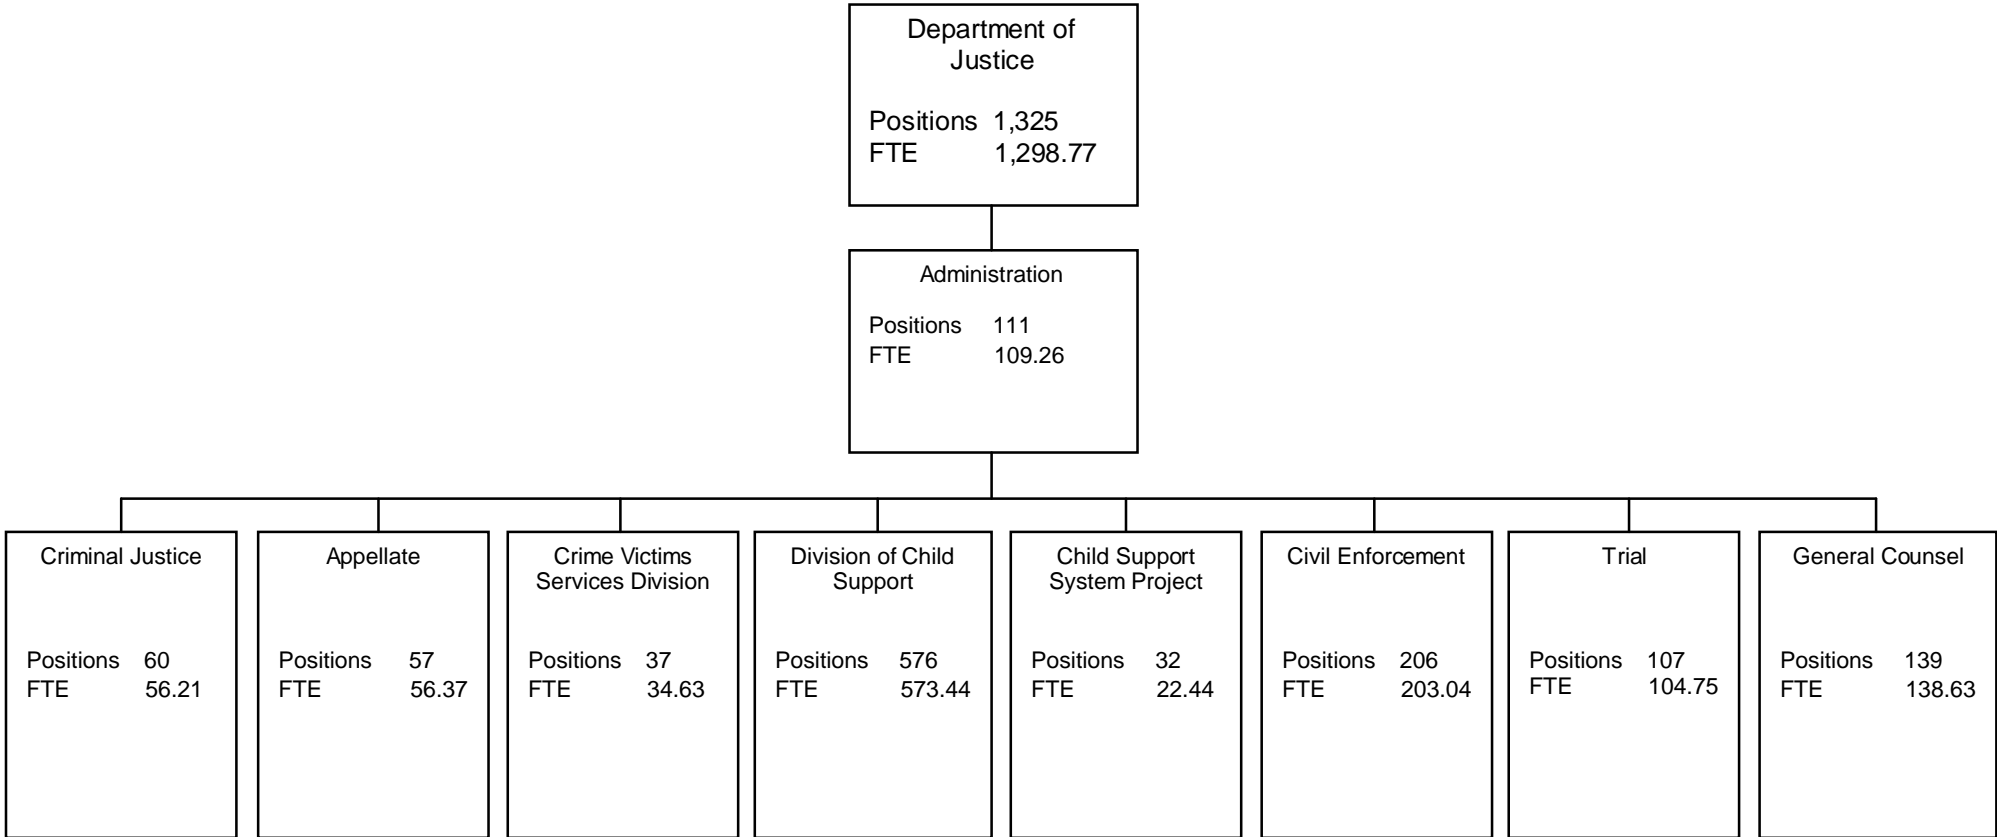 Department of
Justice
Positions 1,325
FTE 1,298.77
Administration
Positions 111
FTE 109.26
Criminal Justice
Positions 60
FTE 56.21
Appellate
Positions 57
FTE 56.37
Crime Victims
Services Division
Positions 37
FTE 34.63
Division of Child
Support
Positions 576
FTE 573.44
Child Support
System Project
Positions 32
FTE 22.44
Civil Enforcement
Positions 206
FTE 203.04
Trial
Positions 107
FTE 104.75
General Counsel
Positions 139
FTE 138.63